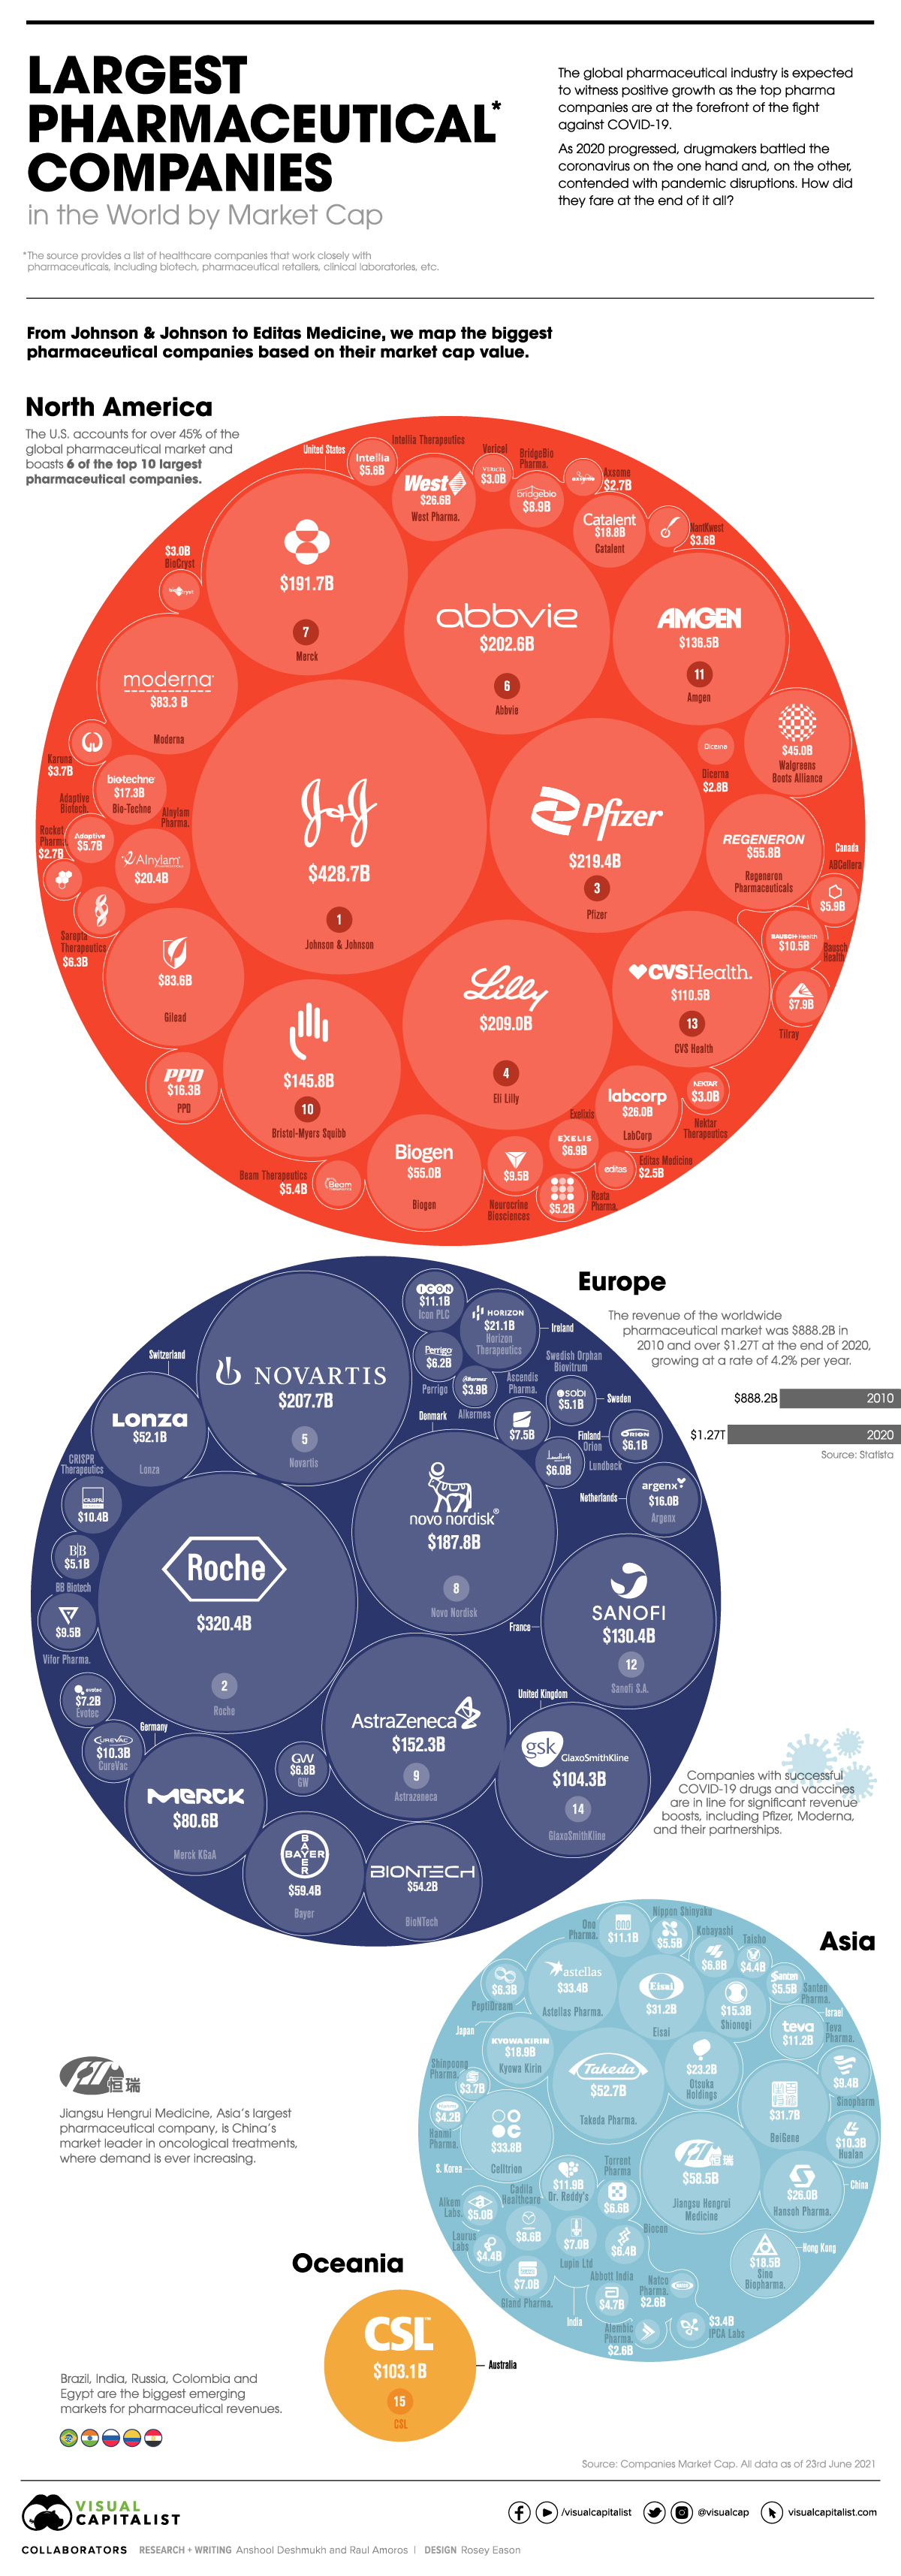 LARGEST
PHARMACEUTICAL*
COMPANIES
in the World by Market Cap
The global pharmaceutical industry is expected
to witness positive growth as the top pharma
companies are at the forefront of the fight
against COVID-19.
As 2020 progressed, drugmakers battled the
coronavirus on the one hand and, on the other,
contended with pandemic disruptions. How did
they fare at the end of it all?
*The source provides a list of healthcare companies that work closely with
pharmaceuticals, including biotech, pharmaceutical retailers, clinical laboratories, etc.
From Johnson & Johnson to Editas Medicine, we map the biggest
pharmaceutical companies based on their market cap value.
North America
The U.S. accounts for over 45% of the
global pharmaceutical market and
boasts 6 of the top 10 largest
pharmaceutical companies.
United States
Intellia
$5.6B
Intellia Therapeutics
West
$26.6B
West Pharma.
Vericel
VERICEL
$3.0B
BridgeBio
Pharma.
bridgebio
$8.9B
axsome
Axsome
$2.7B
Catalent
$18.8B
Catalent
NantKwest
$3.6B
$3.0B
BioCryst
biocryst
$191.7B
7
Merck
abbvie
$202.6B
6
Abbvie
AMGEN
$136.5B
11
Amgen
moderna
$83.3 B
Moderna
$45.0B
Walgreens
Boots Alliance
Dicerna
Dicerna
$2.8B
Karuna
$3.7B
biotechne
$17.3B
Bio-Techne
Adaptive
Biotech.
Adaptive
$5.7B
Alnylam
Pharma.
Alnylam
$20.4B
Rocket
Pharma.
$2.7B
J&J
$428.7B
1
Johnson & Johnson
Pfizer
$219.4B
3
Pfizer
REGENERON
$55.8B
Regeneron
Pharmaceuticals
Canada
ABCellera
$5.9B
Sarepta
Therapeutics
$6.3B
BAUSCH+Health
$10.5B
Bausch
Health
$7.9B
Tilray
$83.6B
Gilead
Lilly
$209.0B
4
Eli Lilly
CVSHealth.
$110.5B
13
CVS Health
PPD
$16.3B
PPD
$145.8B
10
Bristol-Myers Squibb
labcorp
$26.0B
LabCorp
NEKTAR
$3.0B
Nektar
Therapeutics
Beam Therapeutics
$5.4B
Beam
Biogen
$55.0B
Biogen
$9.5B
Neurocrine
Biosciences
Exelixis
EXELIS
$6.9B
$5.2B
Reata
Pharma.
editas
Editas Medicine
$2.5B
Europe
The revenue of the worldwide
pharmaceutical market was $888.2B in
2010 and over $1.27T at the end of 2020,
growing at a rate of 4.2% per year.
$888.2B
2010
$1.27T
2020
Source: Statista
ICON
$11.1B
Icon PLC
HORIZON
$21.1B
Horizon
Therapeutics
Ireland
Perrigo
$6.2B
Perrigo
Alkermes
$3.9B
Alkermes
Switzerland
NOVARTIS
$207.7B
5
Novartis
Lonza
$52.1B
Lonza
Ascendis
Pharma.
$7.5B
Swedish Orphan
Biovitrum
sobi
$5.1B
Sweden
Denmark
Finland
Orion
ORION
$6.1B
$6.0B
Lundbeck
Netherlands
argenx
$16.0B
Argenx
CRISPR
Therapeutics
CRISPR
$10.4B
novo nordisk
$187.8B
8
Novo Nordisk
B|B
$5.1B
BB Biotech
$9.5B
Vifor Pharma.
Roche
$320.4B
2
Roche
France
SANOFI
$130.4B
12
Sanofi S.A.
evotec
$7.2B
Evotec
CUREVAC
$10.3B
CureVac
Germany
MERCK
$80.6B
Merck KGaA
GW
$6.8B
GW
AstraZeneca
$152.3B
9
Astrazeneca
United Kingdom
gsk
GlaxoSmithKline
$104.3B
14
GlaxoSmithKline
BAYER
BAYER
$59.4B
Bayer
BIONTECH
$54.2B
BioNTech
Companies with successful
COVID-19 drugs and vaccines
are in line for significant revenue
boosts, including Pfizer, Moderna,
and their partnerships.
Asia
Ono
Pharma.
ono
$11.1B
Nippon Shinyaku
$5.5B
Kobayashi
$6.8B
Taisho
$4.4B
Santen
$5.5B
Santen
Pharma.
$6.3B
PeptiDream
astellas
$33.4B
Astellas Pharma.
Eisai
$31.2B
Eisai
$15.3B
Shionogi
Israel
teva
$11.2B
Teva
Pharma.
Japan
KYOWA KIRIN
$18.9B
Kyowa Kirin
Takeda
$52.7B
Takeda Pharma.
$23.2B
Otsuka
Holdings
$9.4B
Sinopharm
Shinpoong
Pharma.
$3.7B
$4.2B
Hanmi
Pharma.
$33.8B
Celltrion
S. Korea
$31.7B
BeiGene
$10.3B
Hualan
恒瑞
$58.5B
Jiangsu Hengrui
Medicine
$26.0B
Hansoh Pharma.
China
$11.9B
Dr. Reddy's
Torrent
Pharma
$6.6B
Alkem
Labs.
$5.0B
Cadila
Healthcare
$8.6B
$7.0B
Lupin Ltd
Biocon
$6.4B
Laurus
Labs
$4.4B
$7.0B
Gland Pharma.
Abbott India
$4.7B
Natco
Pharma.
$2.6B
Hong Kong
$18.5B
Sino
Biopharma.
India
Alembic
Pharma.
$2.6B
$3.4B
IPCA Labs
恒瑞
Jiangsu Hengrui Medicine, Asia's largest
pharmaceutical company, is China's
market leader in oncological treatments,
where demand is ever increasing.
Oceania
CSL
$103.1B
15
CSL
Australia
Brazil, India, Russia, Colombia and
Egypt are the biggest emerging
markets for pharmaceutical revenues.
Source: Companies Market Cap. All data as of 23rd June 2021
VISUAL
CAPITALIST
/visualcapitalist
@visualcap
visualcapitalist.com
COLLABORATORS RESEARCH + WRITING Anshool Deshmukh and Raul Amoros | DESIGN Rosey Eason